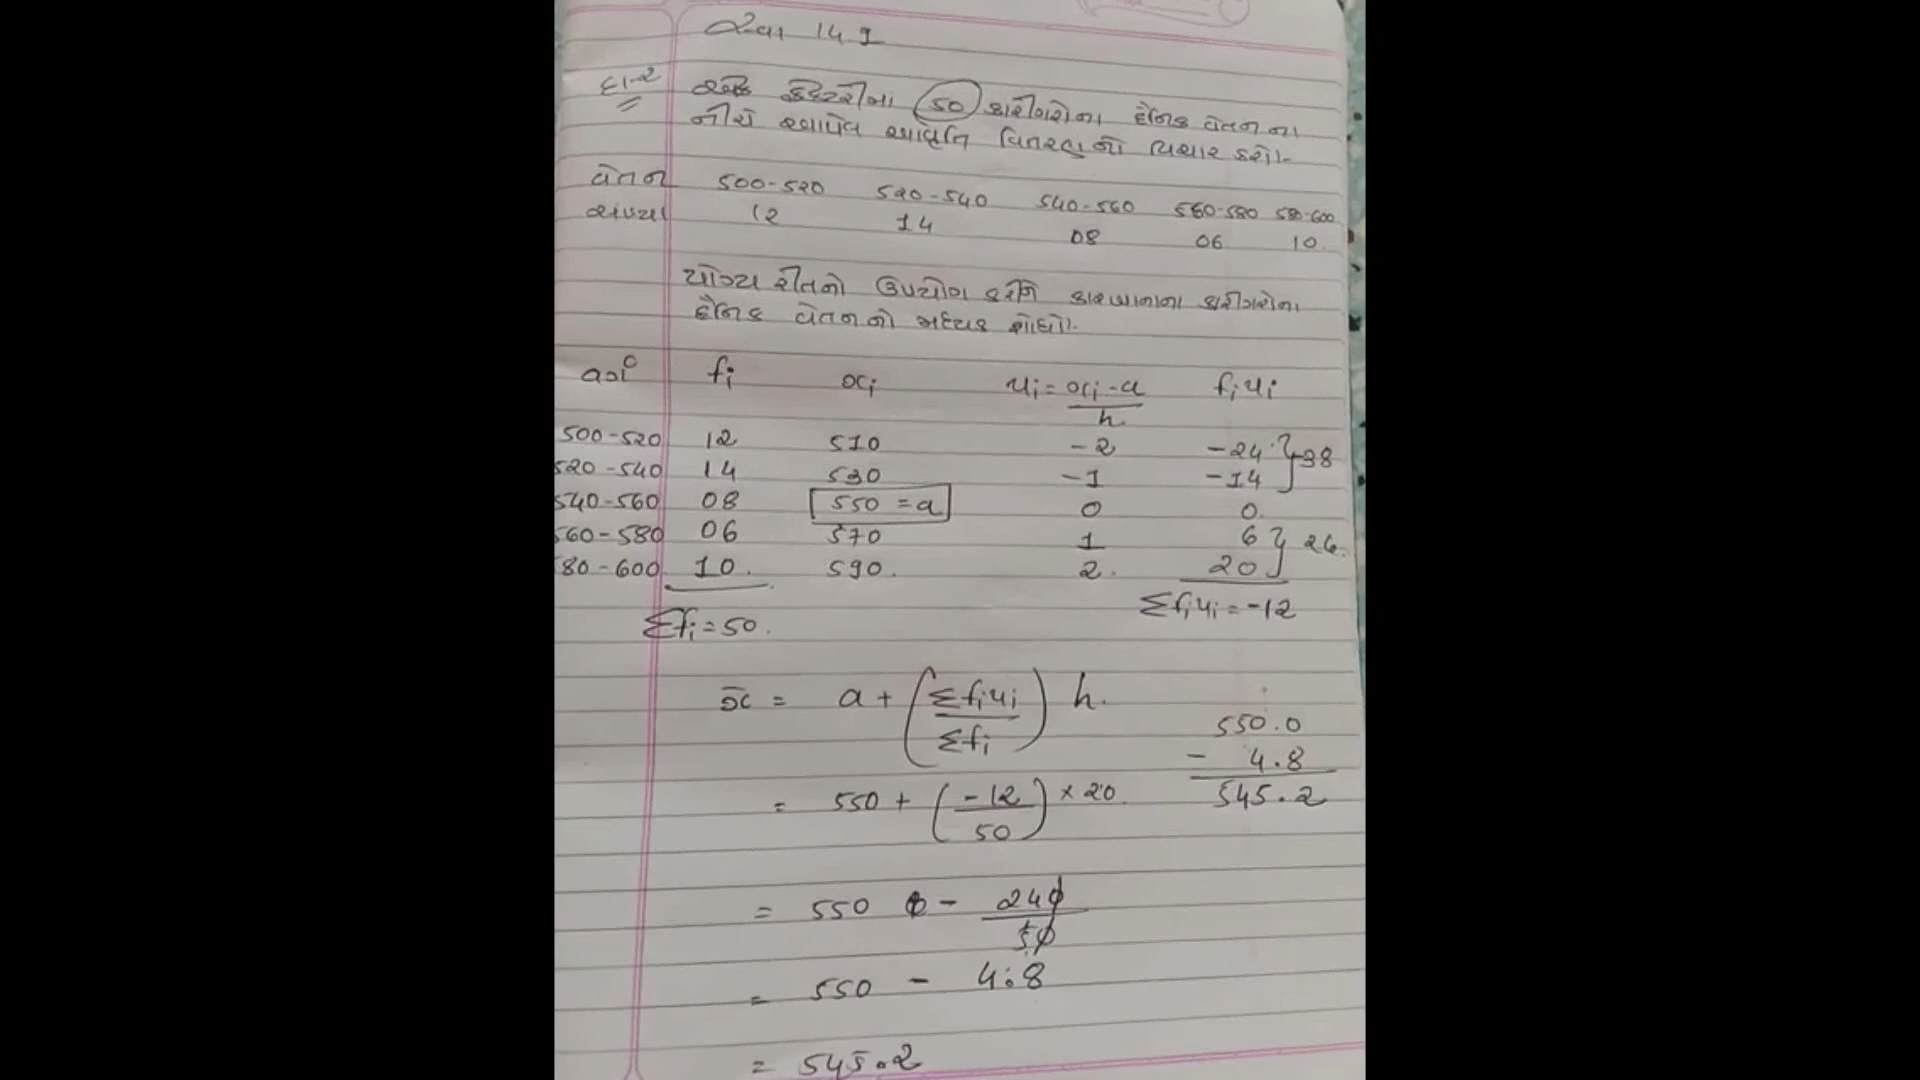 સ્વા 14 1
દા-2 એક ફેક્ટરીના 50 કારીગરોના દૈનિક વેતનના
નીચે આપેલ આવૃત્તિ વિતરણનો વિચાર કરો.
વેતન 500-520 520-540 540-560 560-580 580-600
સંખ્યા 12 14 08 06 10
યોગ્ય રીતનો ઉપયોગ કરીને કારખાનાના કારીગરોના
દૈનિક વેતનનો મધ્યક શોધો.
વર્ગ fi xi ui = xi - a / h fiui
500-520 12 510 -2 -24 } -38
520-540 14 530 -1 -14
540-560 08 550 = a 0 0.
560-580 06 570 1 6 } 26.
80-600 10. 590. 2. 20
Σfi = 50. Σfiui = -12
x̄ = a + (Σfiui / Σfi) h.
= 550 + (-12 / 50) × 20.
550.0
- 4.8
545.2
= 550 - 240 / 50
= 550 - 4.8
= 545.2